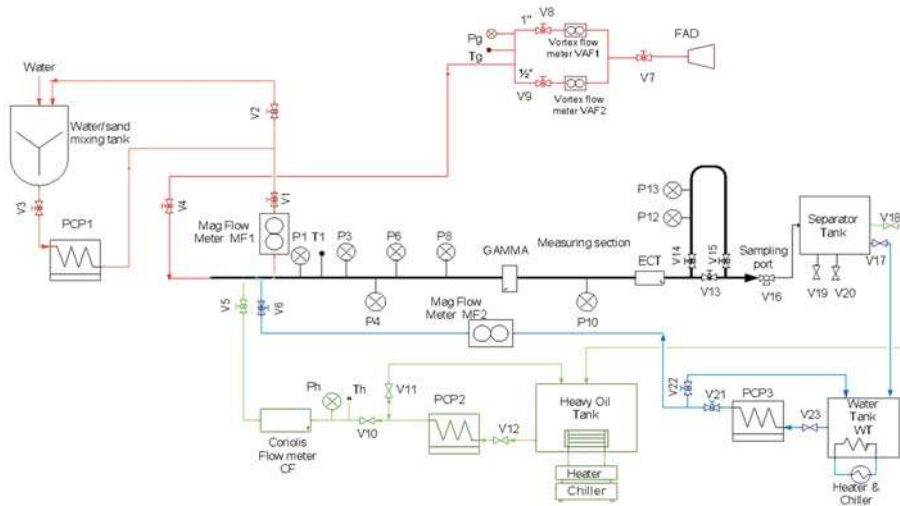 V8
1"
Pg
Vortex flow
meter VAF1
FAD
Tg
Water
V7
½"
V2
V9
Vortex flow
meter VAF2
Water/sand
mixing tank
V3
V4
V1
P13
PCP1
Mag Flow
Meter MF1
P1
T1
P3
P6
P8
GAMMA
Measuring section
ECT
P12
V14
V15
Sampling
port
Separator
Tank
V18
V17
V13
V16
V19
V20
V5
V6
P4
Mag Flow
Meter MF2
P10
Ph
Th
V11
V10
PCP2
V12
Heavy Oil
Tank
V22
V21
PCP3
V23
Water
Tank
WT
Coriolis
Flow meter
CF
Heater
Chiller
Heater &
Chiller